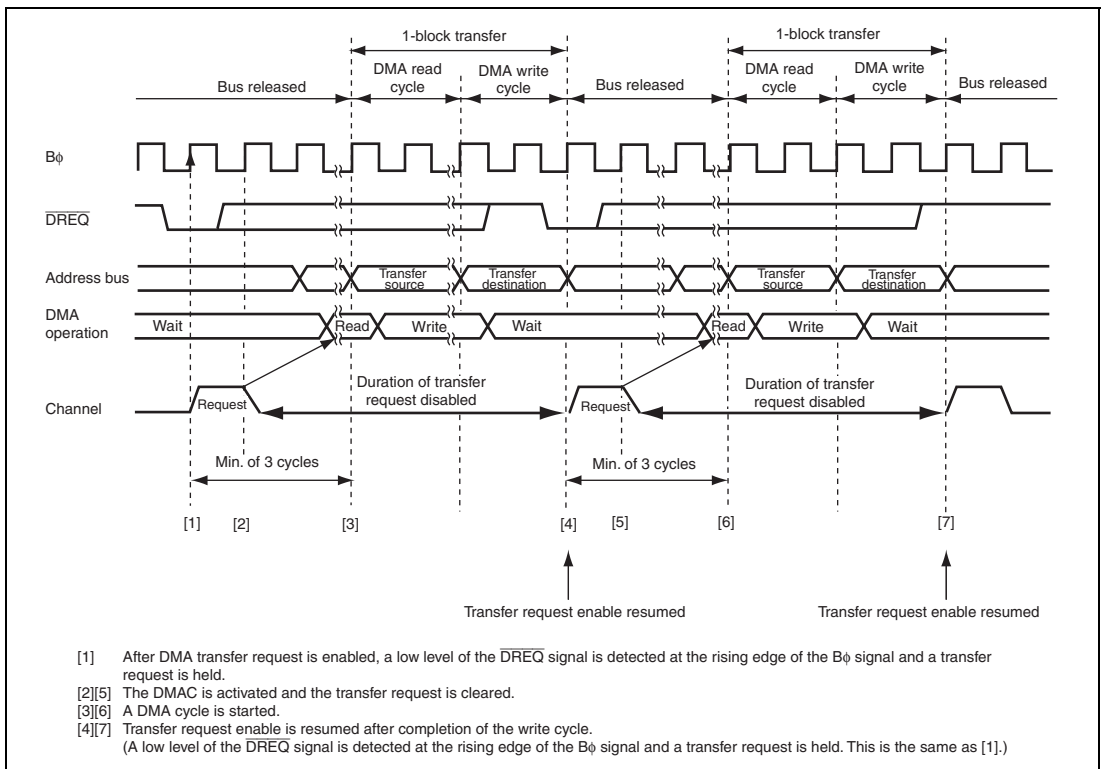 1-block transfer 1-block transfer
Bus released DMA read cycle DMA write cycle Bus released DMA read cycle DMA write cycle Bus released
Bϕ
DREQ
Address bus Transfer source Transfer destination Transfer source Transfer destination
DMA operation Wait Read Write Wait Read Write Wait
Channel Request Duration of transfer request disabled Request Duration of transfer request disabled
Min. of 3 cycles Min. of 3 cycles
[1] [2] [3] [4] [5] [6] [7]
Transfer request enable resumed Transfer request enable resumed
[1] After DMA transfer request is enabled, a low level of the DREQ signal is detected at the rising edge of the Bϕ signal and a transfer
request is held.
[2][5] The DMAC is activated and the transfer request is cleared.
[3][6] A DMA cycle is started.
[4][7] Transfer request enable is resumed after completion of the write cycle.
(A low level of the DREQ signal is detected at the rising edge of the Bϕ signal and a transfer request is held. This is the same as [1].)